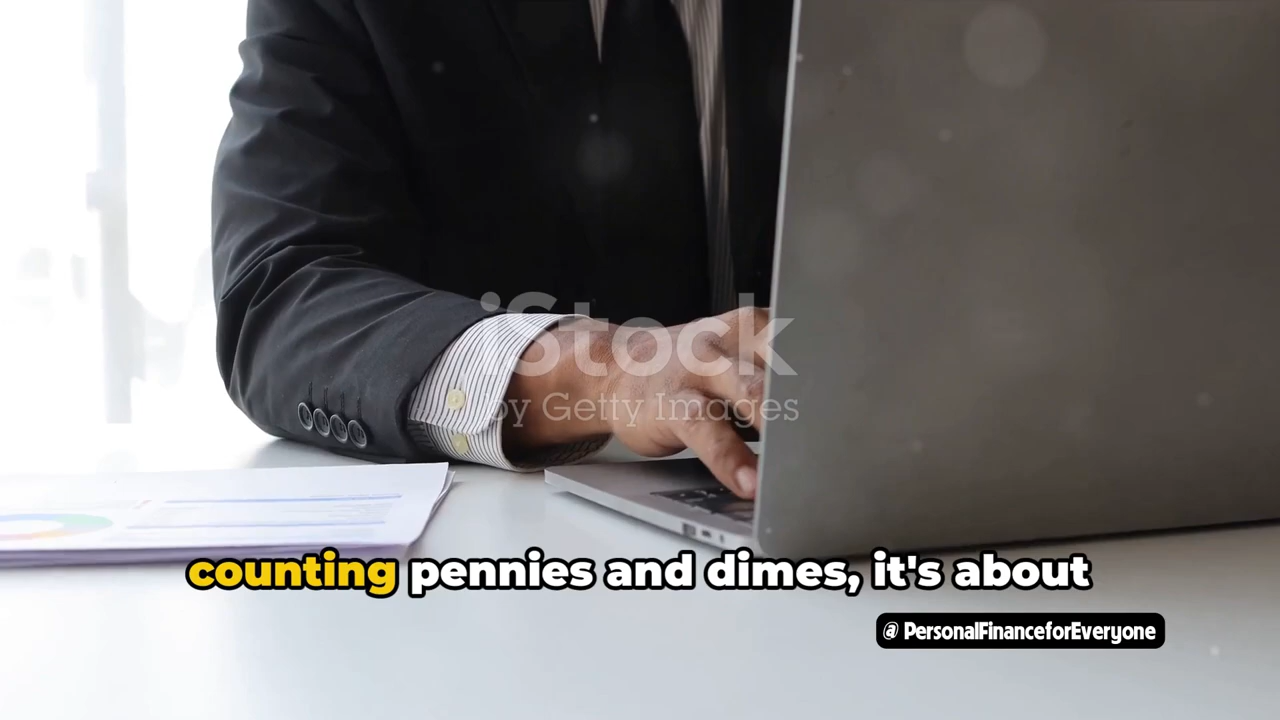 iStock
by Getty Images
counting pennies and dimes, it's about
@ PersonalFinanceforEveryone